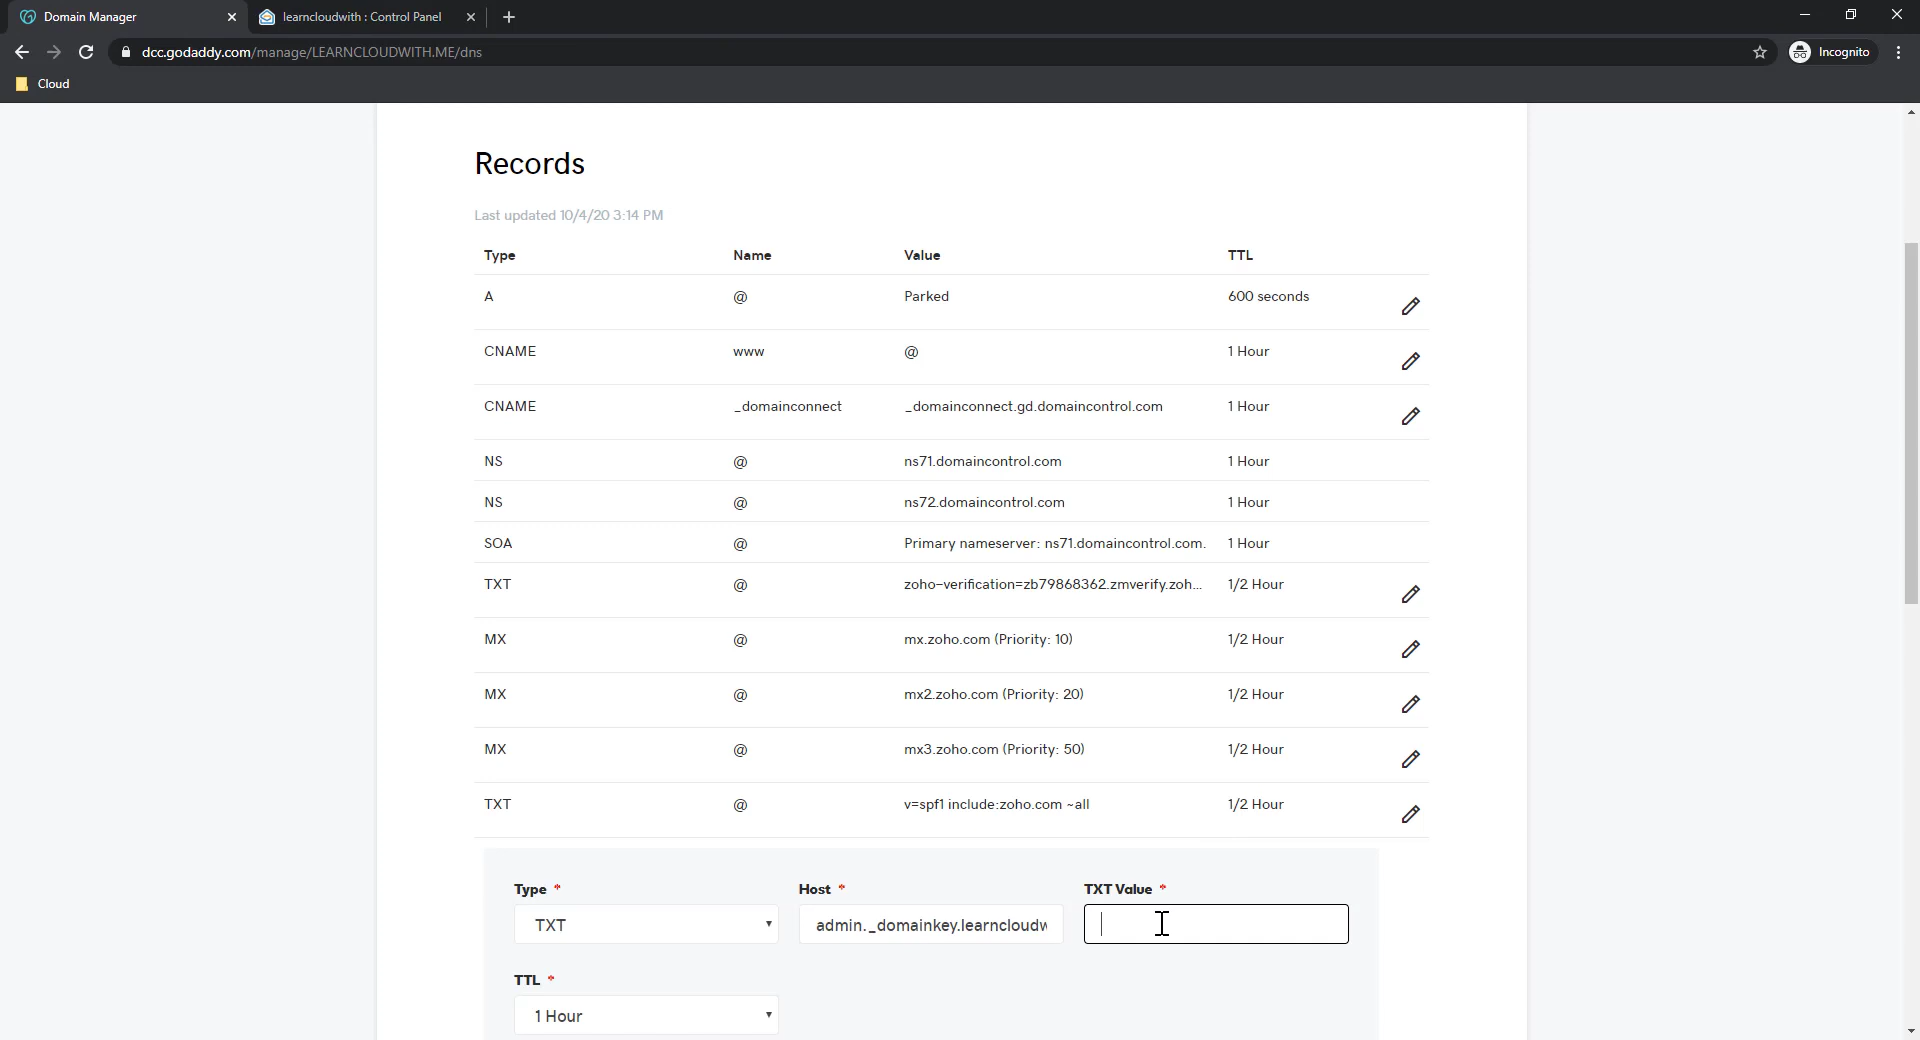 Domain Manager
learncloudwith : Control Panel
dcc.godaddy.com/manage/LEARNCLOUDWITH.ME/dns
Incognito
Cloud
Records
Last updated 10/4/20 3:14 PM
Type Name Value TTL
A @ Parked 600 seconds
CNAME www @ 1 Hour
CNAME _domainconnect _domainconnect.gd.domaincontrol.com 1 Hour
NS @ ns71.domaincontrol.com 1 Hour
NS @ ns72.domaincontrol.com 1 Hour
SOA @ Primary nameserver: ns71.domaincontrol.com. 1 Hour
TXT @ zoho-verification=zb79868362.zmverify.zoh... 1/2 Hour
MX @ mx.zoho.com (Priority: 10) 1/2 Hour
MX @ mx2.zoho.com (Priority: 20) 1/2 Hour
MX @ mx3.zoho.com (Priority: 50) 1/2 Hour
TXT @ v=spf1 include:zoho.com ~all 1/2 Hour
Type * Host * TXT Value *
TXT admin._domainkey.learncloudw
TTL *
1 Hour